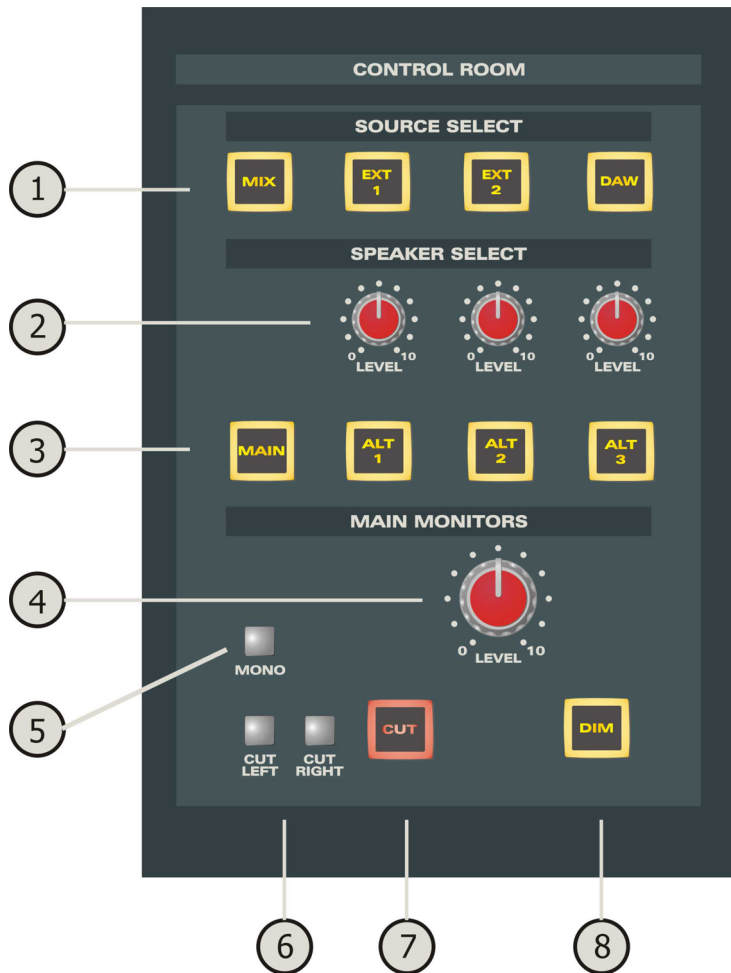 CONTROL ROOM
SOURCE SELECT
1
MIX
EXT
1
EXT
2
DAW
SPEAKER SELECT
2
0 10
LEVEL
0 10
LEVEL
0 10
LEVEL
3
MAIN
ALT
1
ALT
2
ALT
3
MAIN MONITORS
4
0 LEVEL 10
5
MONO
CUT
LEFT
CUT
RIGHT
CUT
DIM
6
7
8